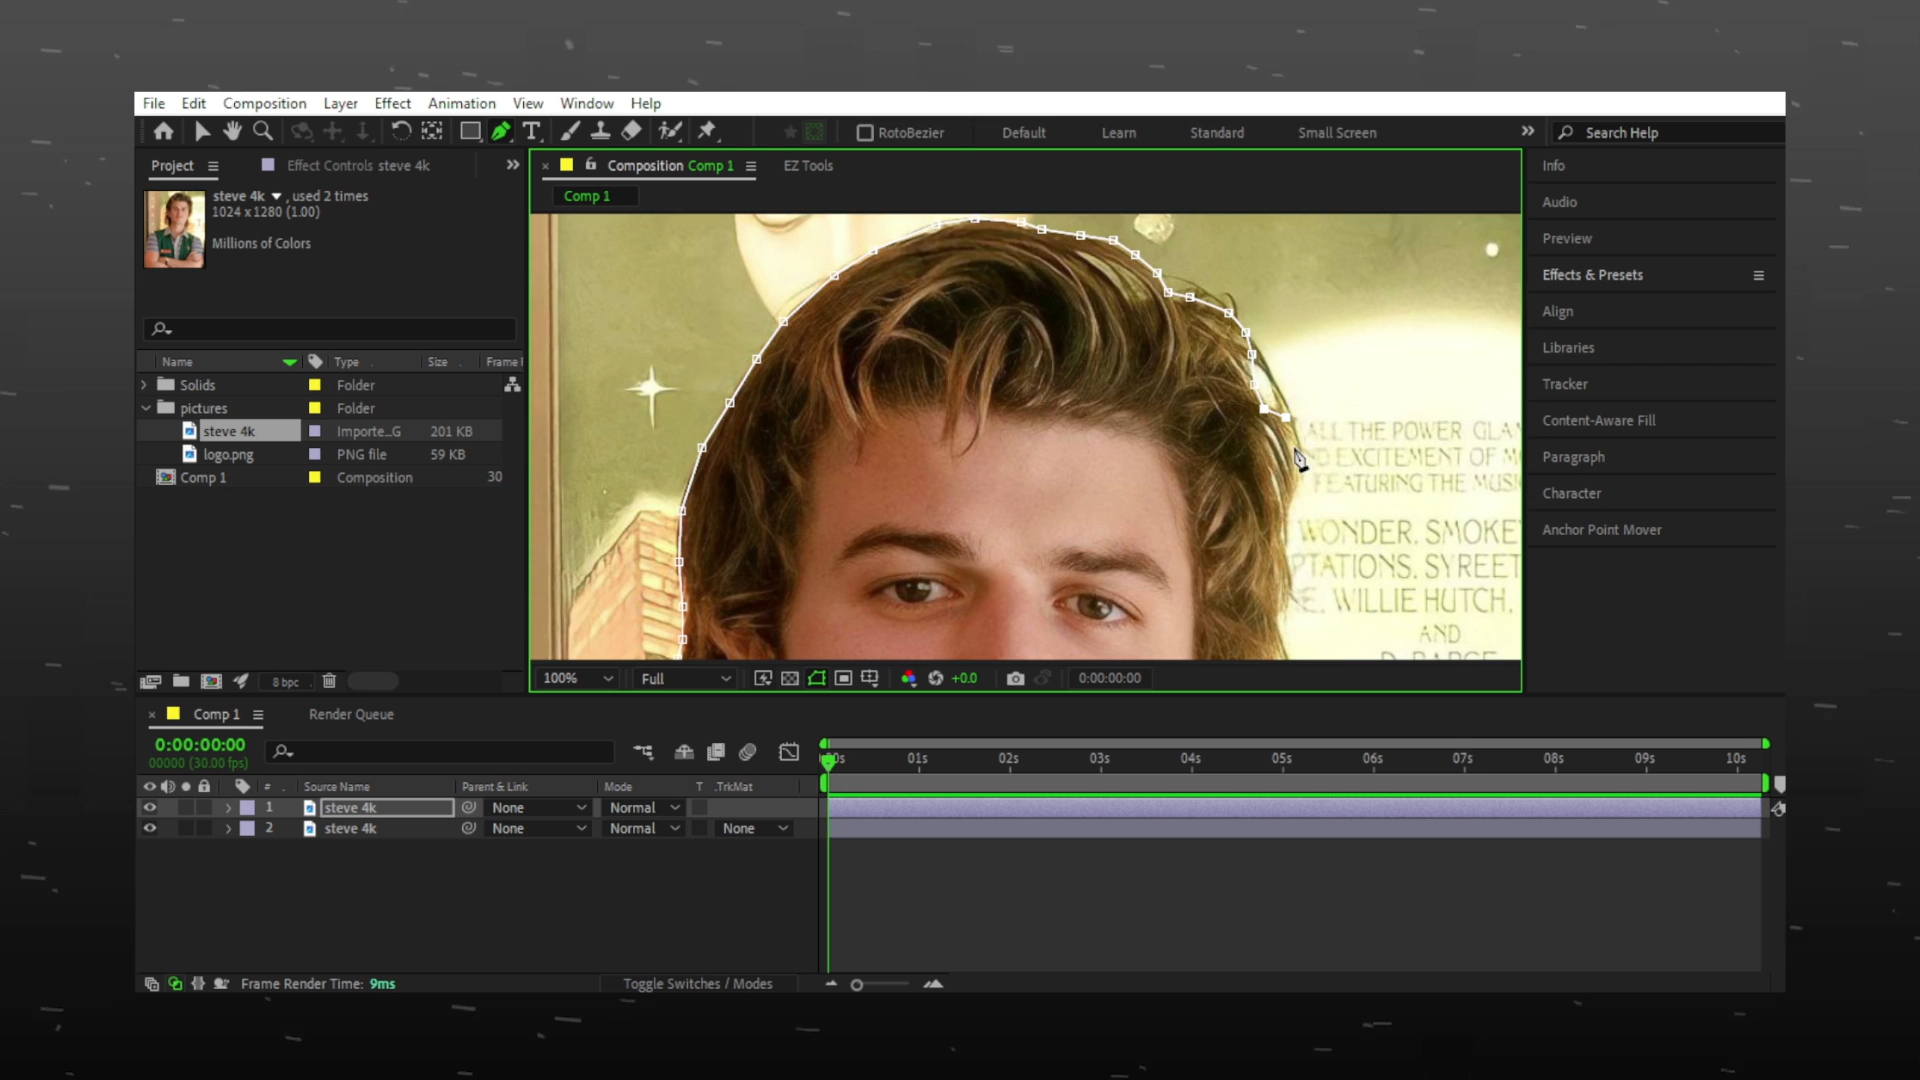 File Edit Composition Layer Effect Animation View Window Help
RotoBezier Default Learn Standard Small Screen Search Help
Project Effect Controls steve 4k
steve 4k , used 2 times
1024 x 1280 (1.00)
Millions of Colors
Name Type Size Frame
Solids Folder
pictures Folder
steve 4k Importe...G 201 KB
logo.png PNG file 59 KB
Comp 1 Composition 30
8 bpc
Composition Comp 1 EZ Tools
Comp 1
ALL THE POWER
EXCITEMENT OF
FEATURING THE
WONDER, SMOKEY
PTATIONS, SYREET
E, WILLIE HUTCH,
AND
100% Full +0.0 0:00:00:00
Info
Audio
Preview
Effects & Presets
Align
Libraries
Tracker
Content-Aware Fill
Paragraph
Character
Anchor Point Mover
Comp 1 Render Queue
0:00:00:00
00000 (30.00 fps)
# Source Name Parent & Link Mode T .TrkMat
1 steve 4k None Normal
2 steve 4k None Normal None
00s 01s 02s 03s 04s 05s 06s 07s 08s 09s 10s
Frame Render Time: 9ms Toggle Switches / Modes